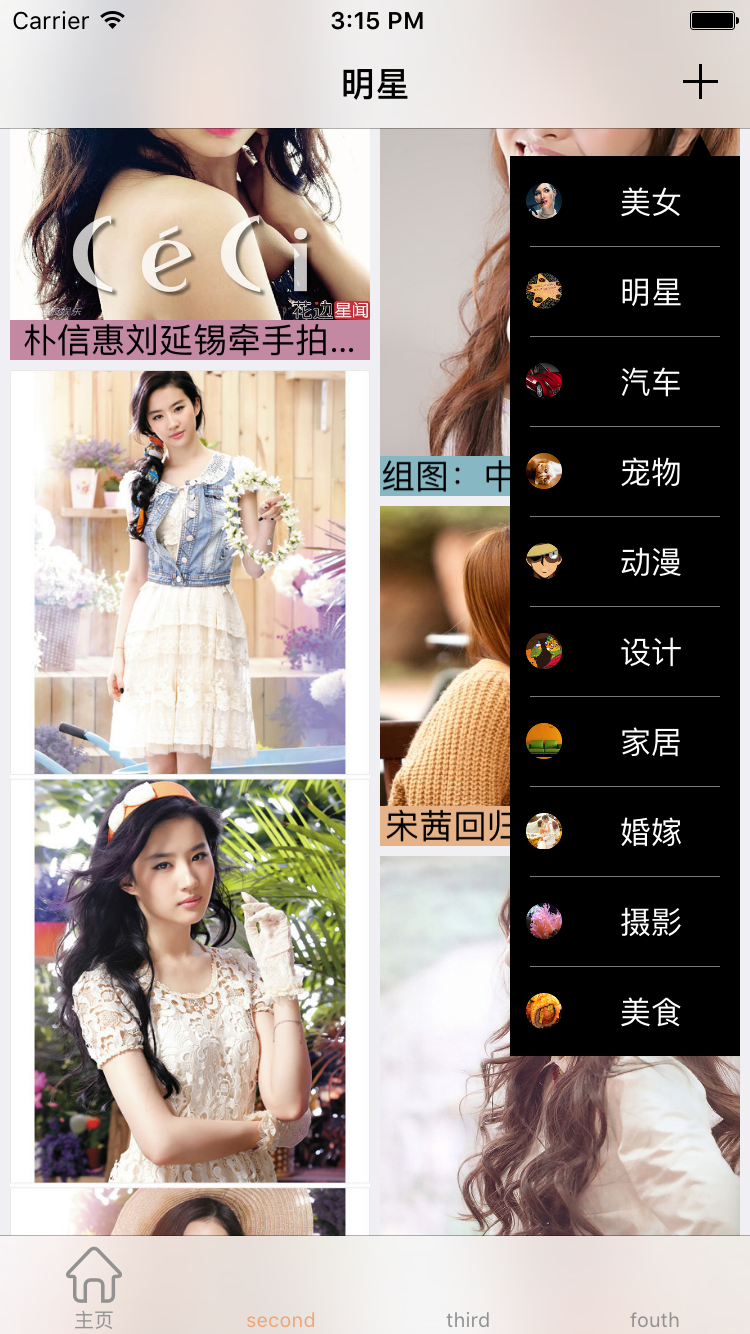 Carrier
3:15 PM
明星
CéCi
花边星闻
朴信惠刘延锡牵手拍...
组图：中
宋茜回归
美女
明星
汽车
宠物
动漫
设计
家居
婚嫁
摄影
美食
主页
second
third
fouth